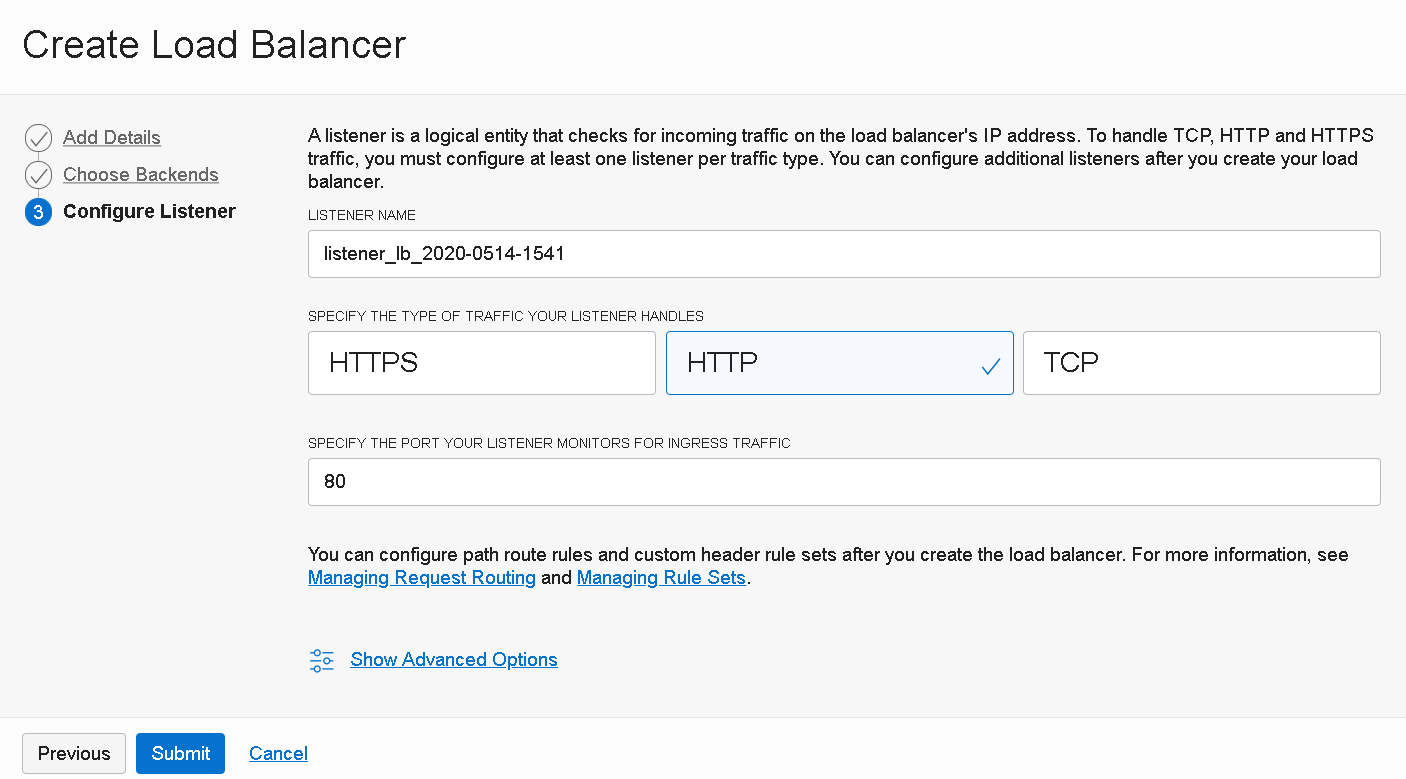 Create Load Balancer
Add Details
Choose Backends
3 Configure Listener
A listener is a logical entity that checks for incoming traffic on the load balancer's IP address. To handle TCP, HTTP and HTTPS
traffic, you must configure at least one listener per traffic type. You can configure additional listeners after you create your load
balancer.
LISTENER NAME
listener_lb_2020-0514-1541
SPECIFY THE TYPE OF TRAFFIC YOUR LISTENER HANDLES
HTTPS HTTP TCP
SPECIFY THE PORT YOUR LISTENER MONITORS FOR INGRESS TRAFFIC
80
You can configure path route rules and custom header rule sets after you create the load balancer. For more information, see
Managing Request Routing and Managing Rule Sets.
Show Advanced Options
Previous Submit Cancel